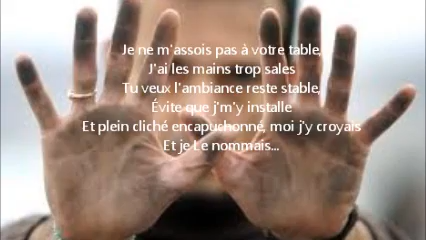 Je ne m'assois pas à votre table,
J'ai les mains trop sales
Tu veux l'ambiance reste stable,
Évite que j'm'y installe
Et plein cliché encapuchonné, moi j'y croyais
Et je Le nommais...